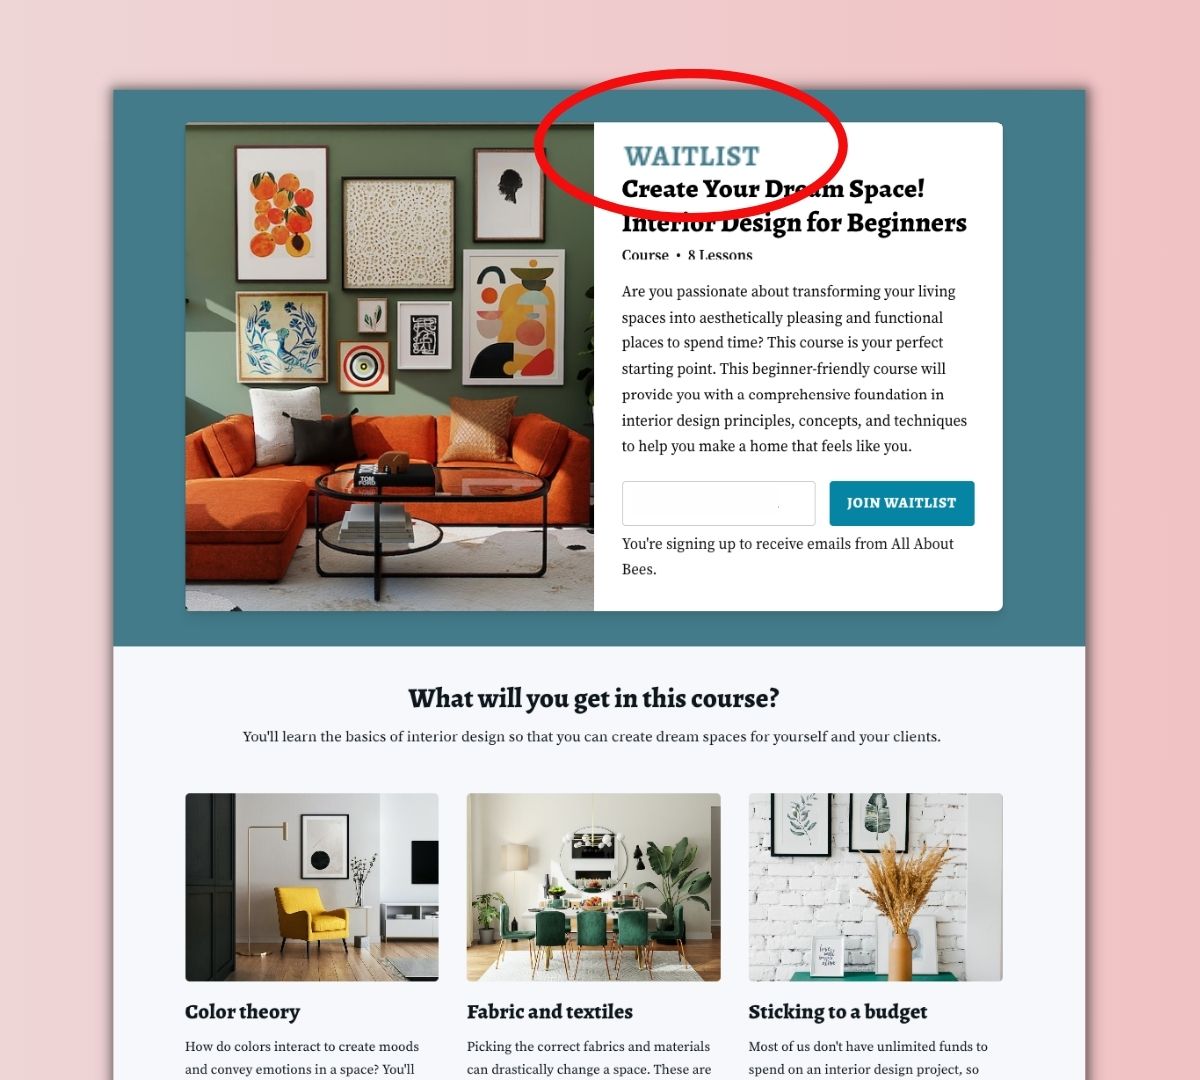 WAITLIST
Create Your Dream Space!
Interior Design for Beginners
Course • 8 Lessons
Are you passionate about transforming your living
spaces into aesthetically pleasing and functional
places to spend time? This course is your perfect
starting point. This beginner-friendly course will
provide you with a comprehensive foundation in
interior design principles, concepts, and techniques
to help you make a home that feels like you.
JOIN WAITLIST
You're signing up to receive emails from All About
Bees.
TOM
FORD
What will you get in this course?
You'll learn the basics of interior design so that you can create dream spaces for yourself and your clients.
Color theory
How do colors interact to create moods
and convey emotions in a space? You'll
Fabric and textiles
Picking the correct fabrics and materials
can drastically change a space. These are
Sticking to a budget
Most of us don't have unlimited funds to
spend on an interior design project, so